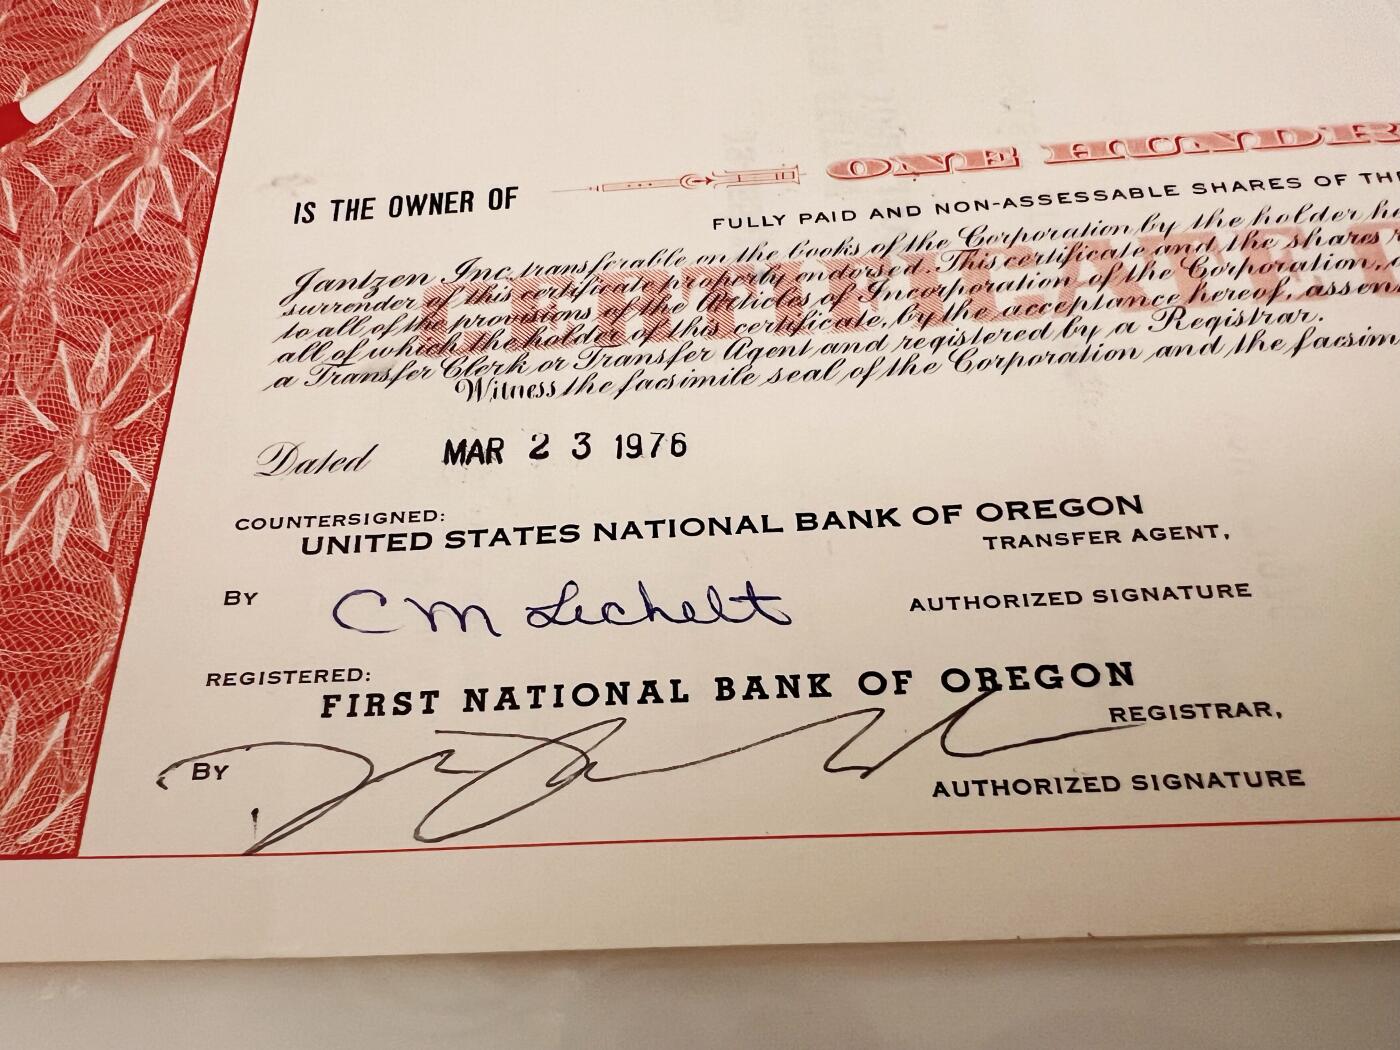 IS THE OWNER OF
ONE HUNDR
FULLY PAID AND NON-ASSESSABLE SHARES OF THE
Jantzen Inc. transferable on the books of the Corporation by the holder he
surrender of this certificate properly endorsed. This certificate and the shares r
to all of the provisions of the Articles of Incorporation of the Corporation,
all of which the holder of this certificate, by the acceptance hereof, assen
a Transfer Clerk or Transfer Agent and registered by a Registrar.
Witness the facsimile seal of the Corporation and the facsim
Dated MAR 23 1976
COUNTERSIGNED:
UNITED STATES NATIONAL BANK OF OREGON
TRANSFER AGENT,
BY CM Lechelt AUTHORIZED SIGNATURE
REGISTERED:
FIRST NATIONAL BANK OF OREGON
REGISTRAR,
BY
AUTHORIZED SIGNATURE